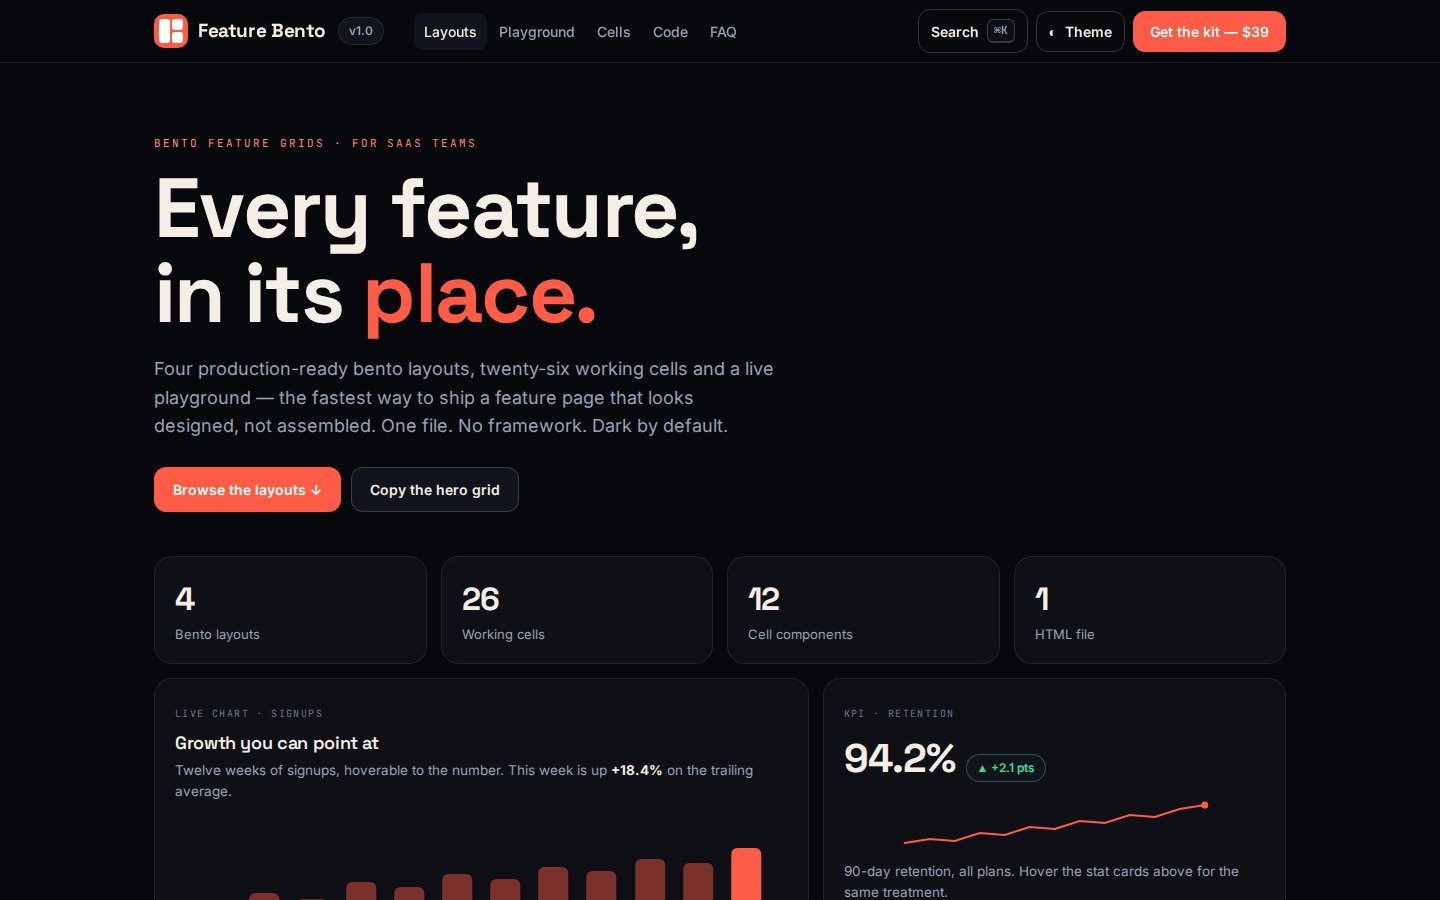 Feature Bento
v1.0
Layouts
Playground
Cells
Code
FAQ
Search ⌘K
Theme
Get the kit — $39
BENTO FEATURE GRIDS · FOR SAAS TEAMS
Every feature,
in its place.
Four production-ready bento layouts, twenty-six working cells and a live
playground — the fastest way to ship a feature page that looks
designed, not assembled. One file. No framework. Dark by default.
Browse the layouts ↓
Copy the hero grid
4
Bento layouts
26
Working cells
12
Cell components
1
HTML file
LIVE CHART · SIGNUPS
Growth you can point at
Twelve weeks of signups, hoverable to the number. This week is up +18.4% on the trailing
average.
KPI · RETENTION
94.2%
▲ +2.1 pts
90-day retention, all plans. Hover the stat cards above for the
same treatment.